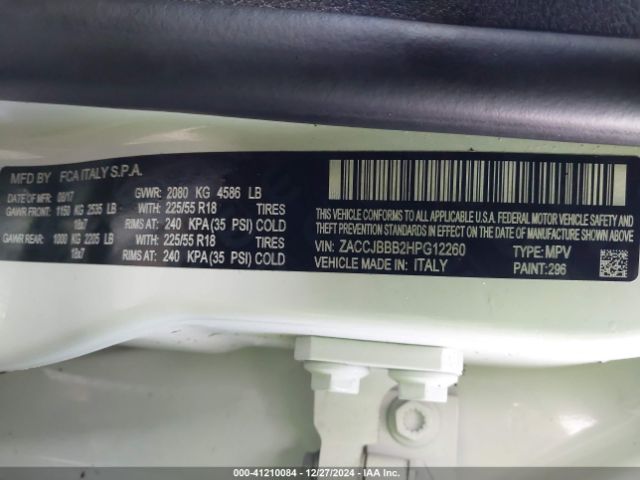 MFD BY FCA ITALY S.P.A.
DATE OF MFR: 03/17 GVWR: 2080 KG 4586 LB
GAWR FRONT: 1150 KG 2535 LB WITH: 225/55 R18 TIRES
18x7 RIMS AT: 240 KPA (35 PSI) COLD
GAWR REAR: 1000 KG 2205 LB WITH: 225/55 R18 TIRES
18x7 RIMS AT: 240 KPA (35 PSI) COLD
THIS VEHICLE CONFORMS TO ALL APPLICABLE U.S.A. FEDERAL MOTOR VEHICLE SAFETY
AND THEFT PREVENTION STANDARDS IN EFFECT ON THE DATE OF MANUFACTURE SHOWN ABOVE.
VIN: ZACCJBBB2HPG12260 TYPE: MPV
VEHICLE MADE IN: ITALY PAINT: 296
000-41210084 - 12/27/2024 - IAA Inc.